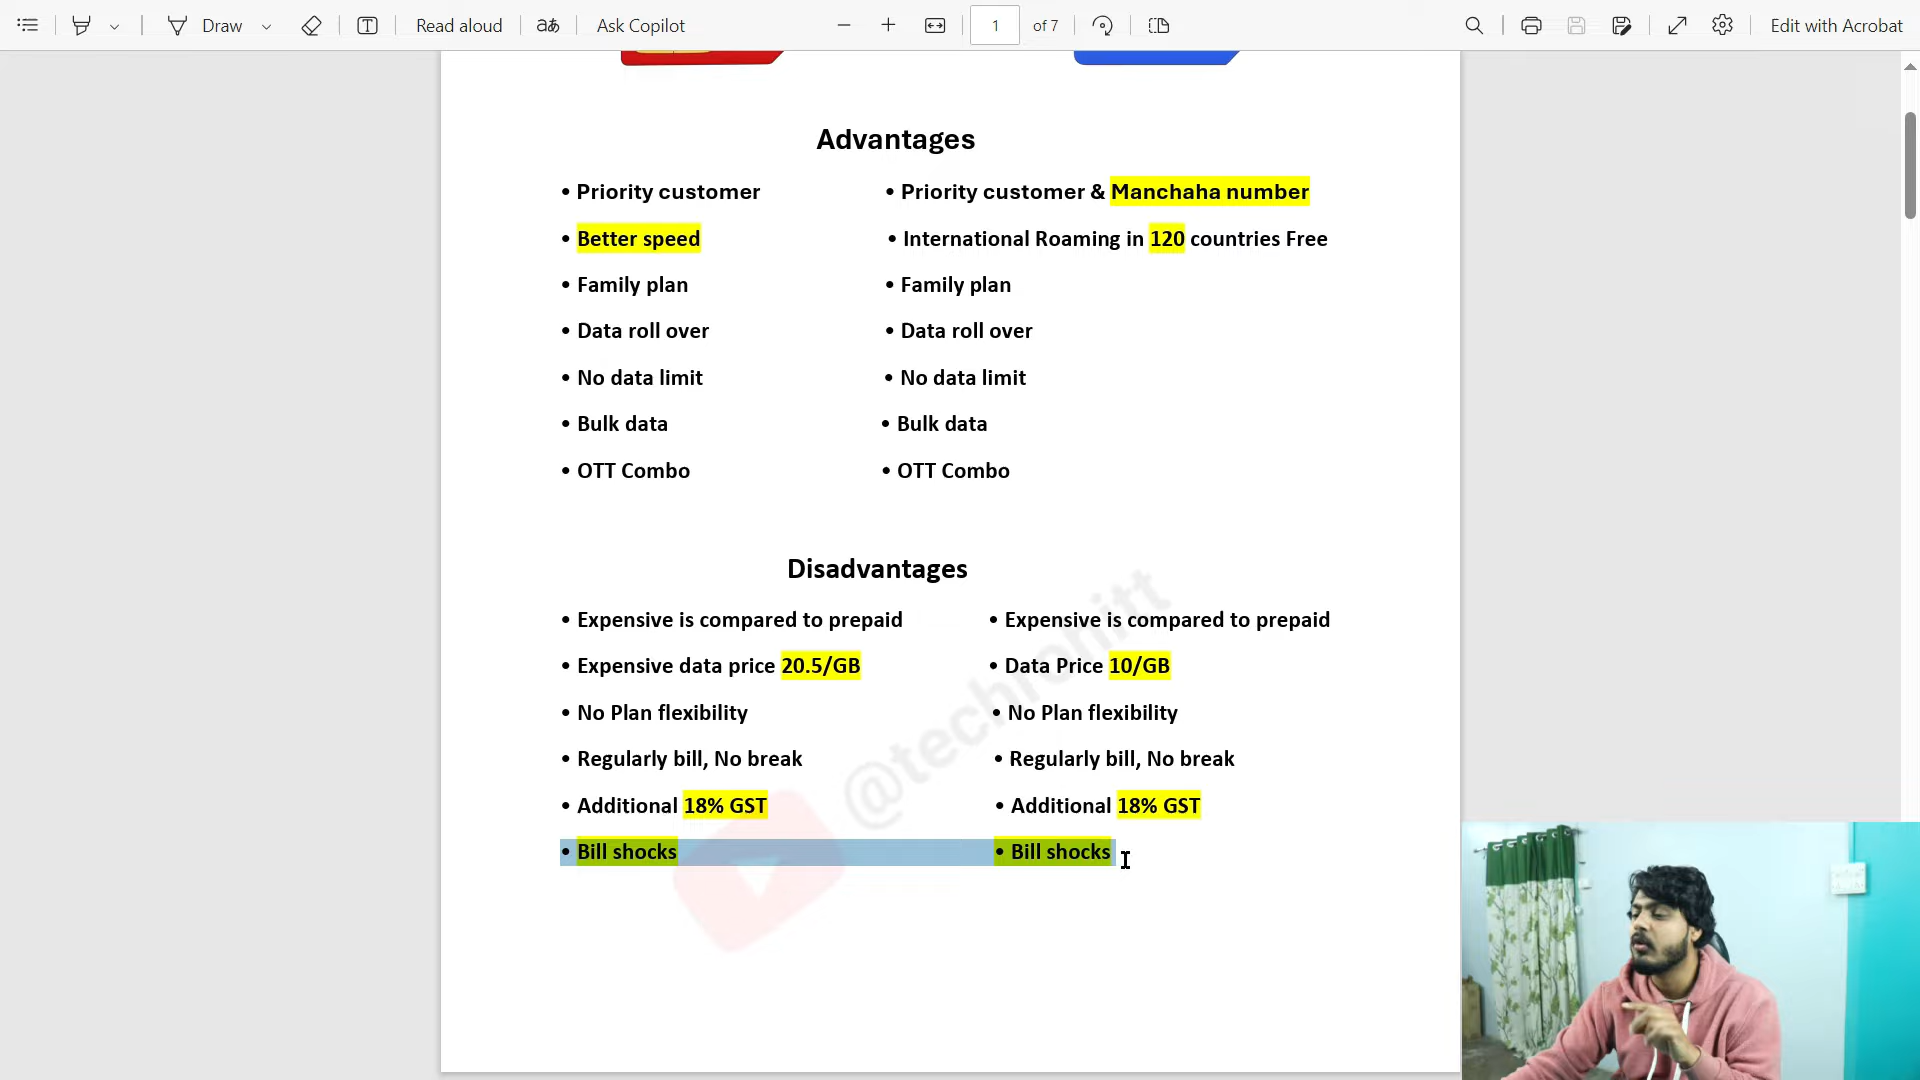 Draw
Read aloud
aあ
Ask Copilot
1 of 7
Edit with Acrobat
Advantages
• Priority customer
• Priority customer & Manchaha number
• Better speed
• International Roaming in 120 countries Free
• Family plan
• Family plan
• Data roll over
• Data roll over
• No data limit
• No data limit
• Bulk data
• Bulk data
• OTT Combo
• OTT Combo
Disadvantages
• Expensive is compared to prepaid
• Expensive is compared to prepaid
• Expensive data price 20.5/GB
• Data Price 10/GB
• No Plan flexibility
• No Plan flexibility
• Regularly bill, No break
• Regularly bill, No break
• Additional 18% GST
• Additional 18% GST
• Bill shocks
• Bill shocks
@techrohitt